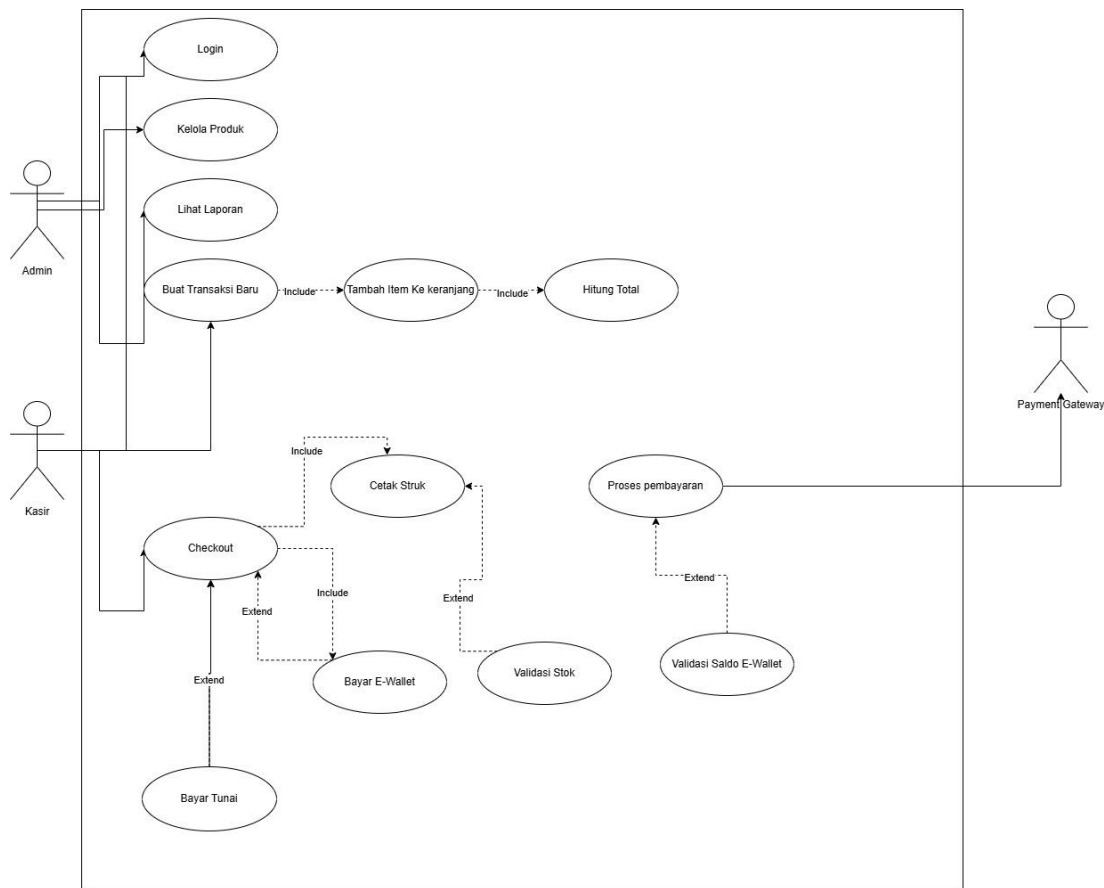 Login
Kelola Produk
Lihat Laporan
Admin
Buat Transaksi Baru
Include
Tambah Item Ke keranjang
Include
Hitung Total
Payment Gateway
Kasir
Include
Cetak Struk
Proses pembayaran
Checkout
Include
Extend
Extend
Extend
Bayar E-Wallet
Validasi Stok
Validasi Saldo E-Wallet
Extend
Bayar Tunai